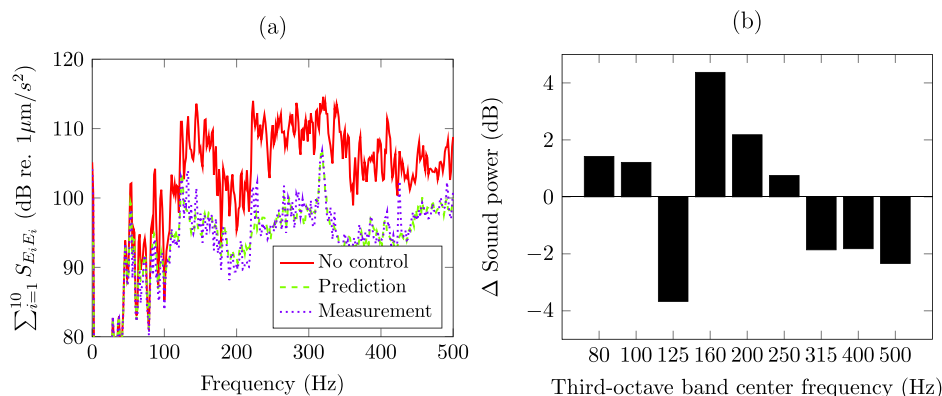 (a)
120
110
100
90
80
0
100
200
300
400
500
∑_{i=1}^{10} S_{E_iE_i} (dB re. 1μm/s²)
Frequency (Hz)
No control
Prediction
Measurement
(b)
4
2
0
−2
−4
80 100 125 160 200 250 315 400 500
Δ Sound power (dB)
Third-octave band center frequency (Hz)